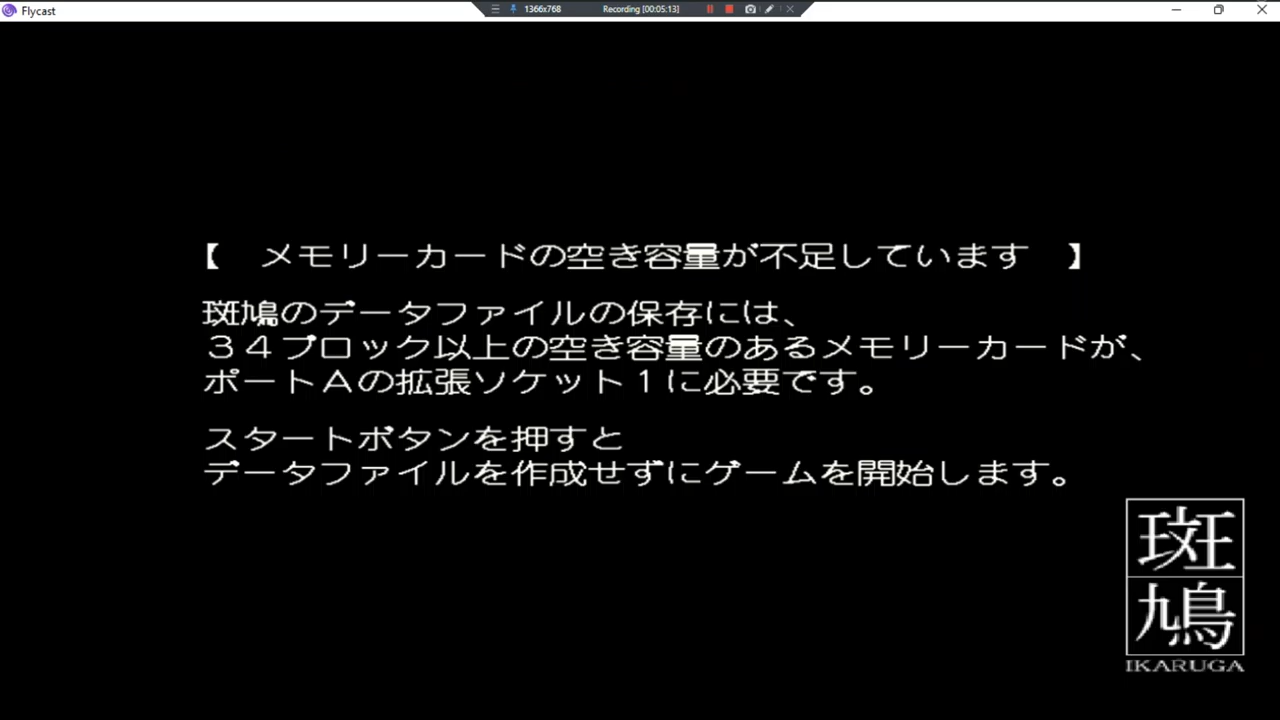 Flycast
1366x768
Recording [00:05:13]
【　メモリーカードの空き容量が不足しています　】
斑鳩のデータファイルの保存には、
３４ブロック以上の空き容量のあるメモリーカードが、
ポートＡの拡張ソケット１に必要です。
スタートボタンを押すと
データファイルを作成せずにゲームを開始します。
斑
鳩
IKARUGA